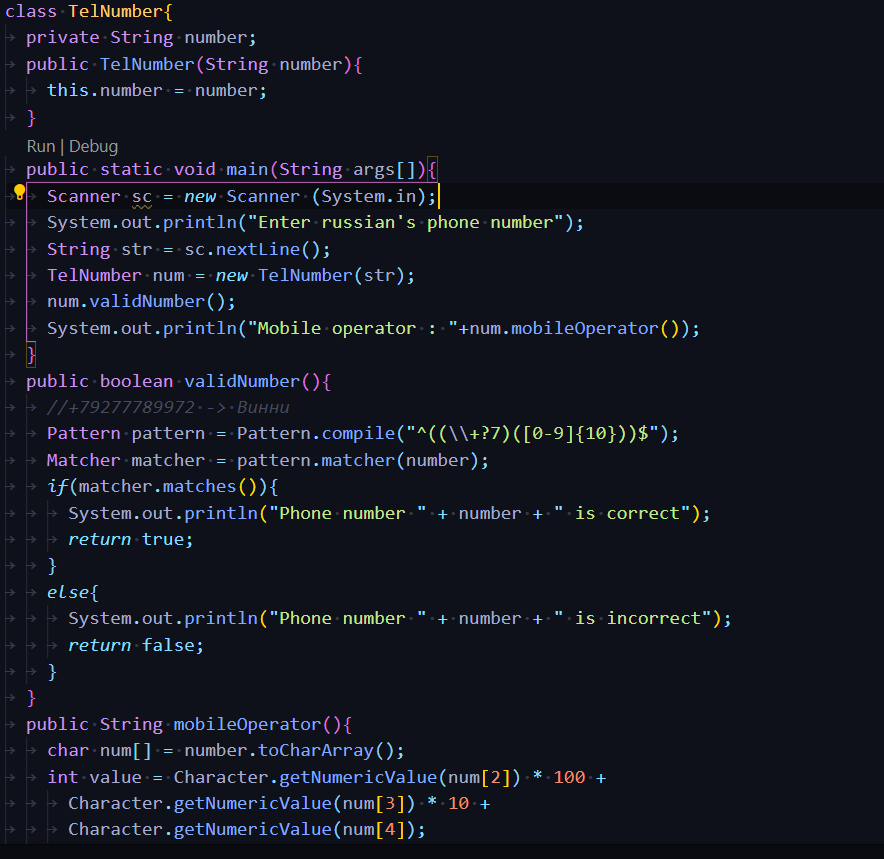 class TelNumber{
private String number;
public TelNumber(String number){
this.number = number;
}
Run | Debug
public static void main(String args[]){
Scanner sc = new Scanner (System.in);
System.out.println("Enter russian's phone number");
String str = sc.nextLine();
TelNumber num = new TelNumber(str);
num.validNumber();
System.out.println("Mobile operator : "+num.mobileOperator());
}
public boolean validNumber(){
//+79277789972 -> Винни
Pattern pattern = Pattern.compile("^((\\+?7)([0-9]{10}))$");
Matcher matcher = pattern.matcher(number);
if(matcher.matches()){
System.out.println("Phone number " + number + " is correct");
return true;
}
else{
System.out.println("Phone number " + number + " is incorrect");
return false;
}
}
public String mobileOperator(){
char num[] = number.toCharArray();
int value = Character.getNumericValue(num[2]) * 100 +
Character.getNumericValue(num[3]) * 10 +
Character.getNumericValue(num[4]);